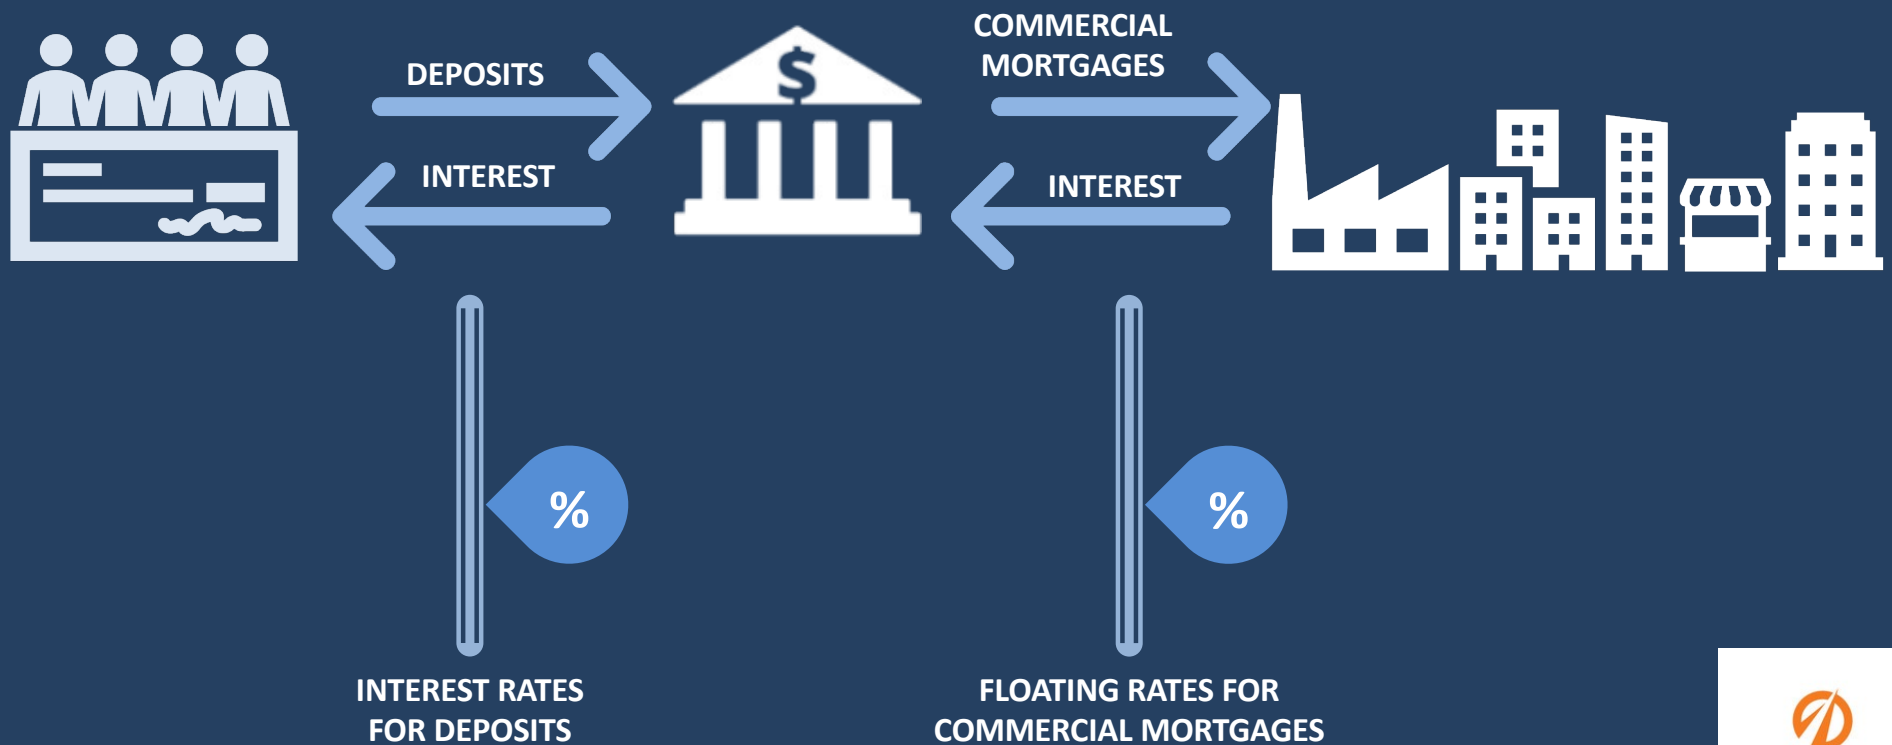 DEPOSITS
INTEREST
$
COMMERCIAL
MORTGAGES
INTEREST
%
%
INTEREST RATES
FOR DEPOSITS
FLOATING RATES FOR
COMMERCIAL MORTGAGES